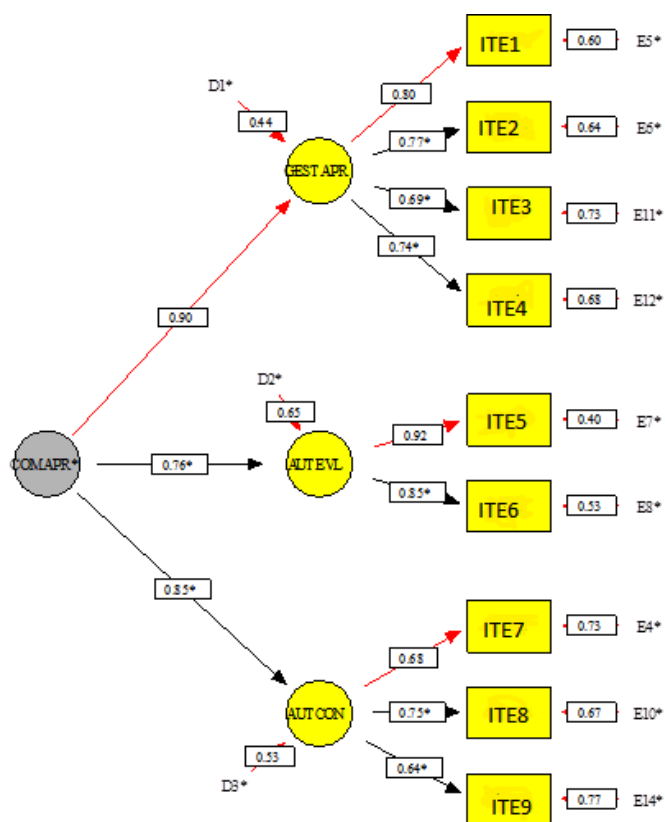 ITE1 0.60 E5*
D1*
0.80
0.44
ITE2 0.64 E6*
0.77*
GEST.APR
0.69*
ITE3 0.73 E11*
0.74*
ITE4 0.68 E12*
0.90
D2*
0.65
ITE5 0.40 E7*
0.92
COM.APR*
0.76*
AUT.EVL
0.85*
ITE6 0.53 E8*
0.85*
ITE7 0.73 E4*
0.68
AUT.CON
0.75*
ITE8 0.67 E10*
0.53
0.64*
D3*
ITE9 0.77 E14*